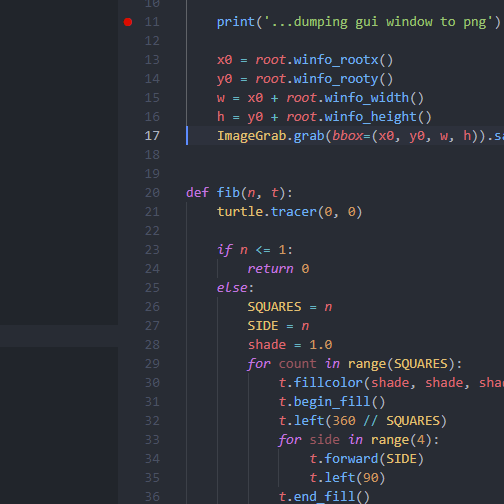 10
11 print('...dumping gui window to png')
12
13 x0 = root.winfo_rootx()
14 y0 = root.winfo_rooty()
15 w = x0 + root.winfo_width()
16 h = y0 + root.winfo_height()
17 ImageGrab.grab(bbox=(x0, y0, w, h)).sa
18
19
20 def fib(n, t):
21 turtle.tracer(0, 0)
22
23 if n <= 1:
24 return 0
25 else:
26 SQUARES = n
27 SIDE = n
28 shade = 1.0
29 for count in range(SQUARES):
30 t.fillcolor(shade, shade, sha
31 t.begin_fill()
32 t.left(360 // SQUARES)
33 for side in range(4):
34 t.forward(SIDE)
35 t.left(90)
36 t.end_fill()